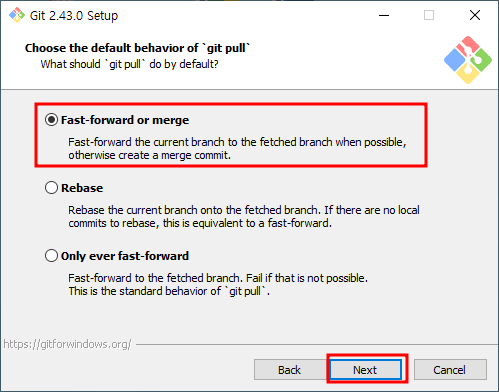 Git 2.43.0 Setup
Choose the default behavior of `git pull`
What should `git pull` do by default?
Fast-forward or merge
Fast-forward the current branch to the fetched branch when possible,
otherwise create a merge commit.
Rebase
Rebase the current branch onto the fetched branch. If there are no local
commits to rebase, this is equivalent to a fast-forward.
Only ever fast-forward
Fast-forward to the fetched branch. Fail if that is not possible.
This is the standard behavior of `git pull`.
https://gitforwindows.org/
Back Next Cancel